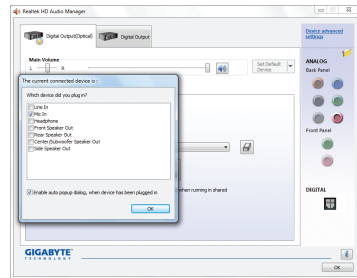 Realtek HD Audio Manager
Digital Output(Optical)
Digital Output
Device advanced settings
Main Volume
L
R
Set Default Device
ANALOG
Back Panel
The current connected device is :
Which device did you plug in?
Line In
Mic In
Headphone
Front Speaker Out
Rear Speaker Out
Center/Subwoofer Speaker Out
Side Speaker Out
Front Panel
when running in shared
Enable auto popup dialog, when device has been plugged in
DIGITAL
OK
GIGABYTE
TECHNOLOGY
OK